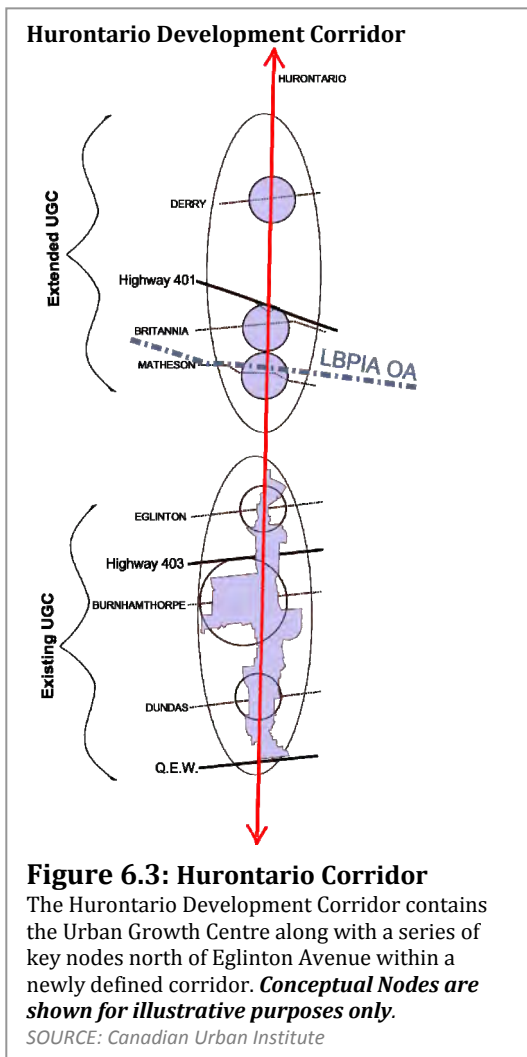 Hurontario Development Corridor
HURONTARIO
DERRY
Extended UGC
Highway 401
BRITANNIA
MATHESON
LBPIA OA
EGLINTON
Highway 403
BURNHAMTHORPE
Existing UGC
DUNDAS
Q.E.W.
Figure 6.3: Hurontario Corridor
The Hurontario Development Corridor contains
the Urban Growth Centre along with a series of
key nodes north of Eglinton Avenue within a
newly defined corridor. Conceptual Nodes are
shown for illustrative purposes only.
SOURCE: Canadian Urban Institute